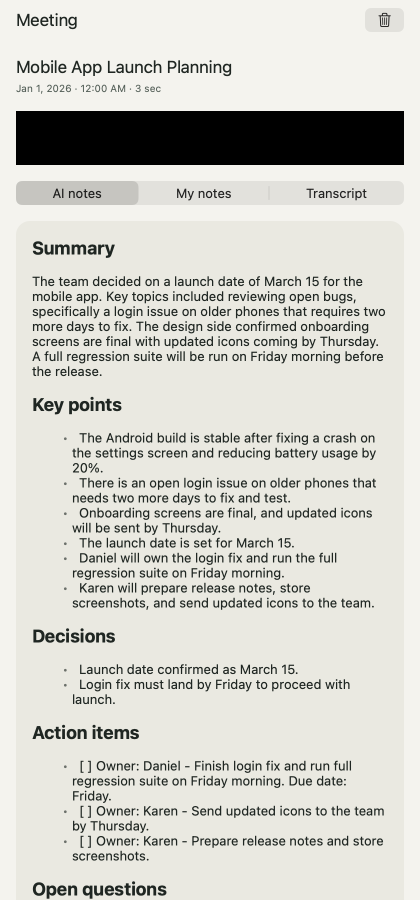 Meeting
Mobile App Launch Planning
Jan 1, 2026 · 12:00 AM · 3 sec
AI notes
My notes
Transcript
Summary
The team decided on a launch date of March 15 for the
mobile app. Key topics included reviewing open bugs,
specifically a login issue on older phones that requires two
more days to fix. The design side confirmed onboarding
screens are final with updated icons coming by Thursday.
A full regression suite will be run on Friday morning before
the release.
Key points
• The Android build is stable after fixing a crash on
the settings screen and reducing battery usage by
20%.
• There is an open login issue on older phones that
needs two more days to fix and test.
• Onboarding screens are final, and updated icons
will be sent by Thursday.
• The launch date is set for March 15.
• Daniel will own the login fix and run the full
regression suite on Friday morning.
• Karen will prepare release notes, store
screenshots, and send updated icons to the team.
Decisions
• Launch date confirmed as March 15.
• Login fix must land by Friday to proceed with
launch.
Action items
• [ ] Owner: Daniel - Finish login fix and run full
regression suite on Friday morning. Due date:
Friday.
• [ ] Owner: Karen - Send updated icons to the team
by Thursday.
• [ ] Owner: Karen - Prepare release notes and store
screenshots.
Open questions